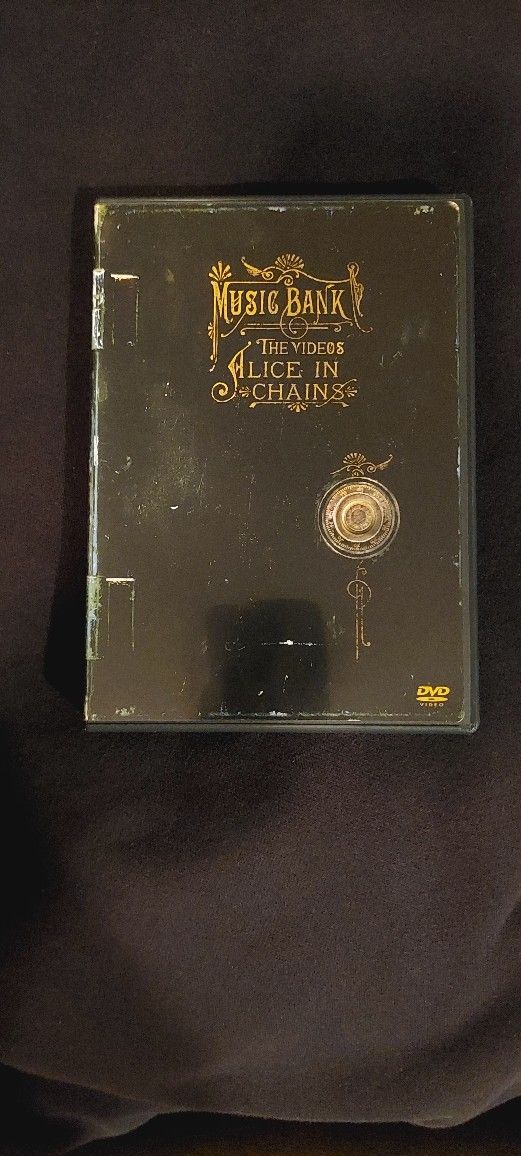 MUSIC BANK
THE VIDEOS
ALICE IN
CHAINS
DVD
VIDEO